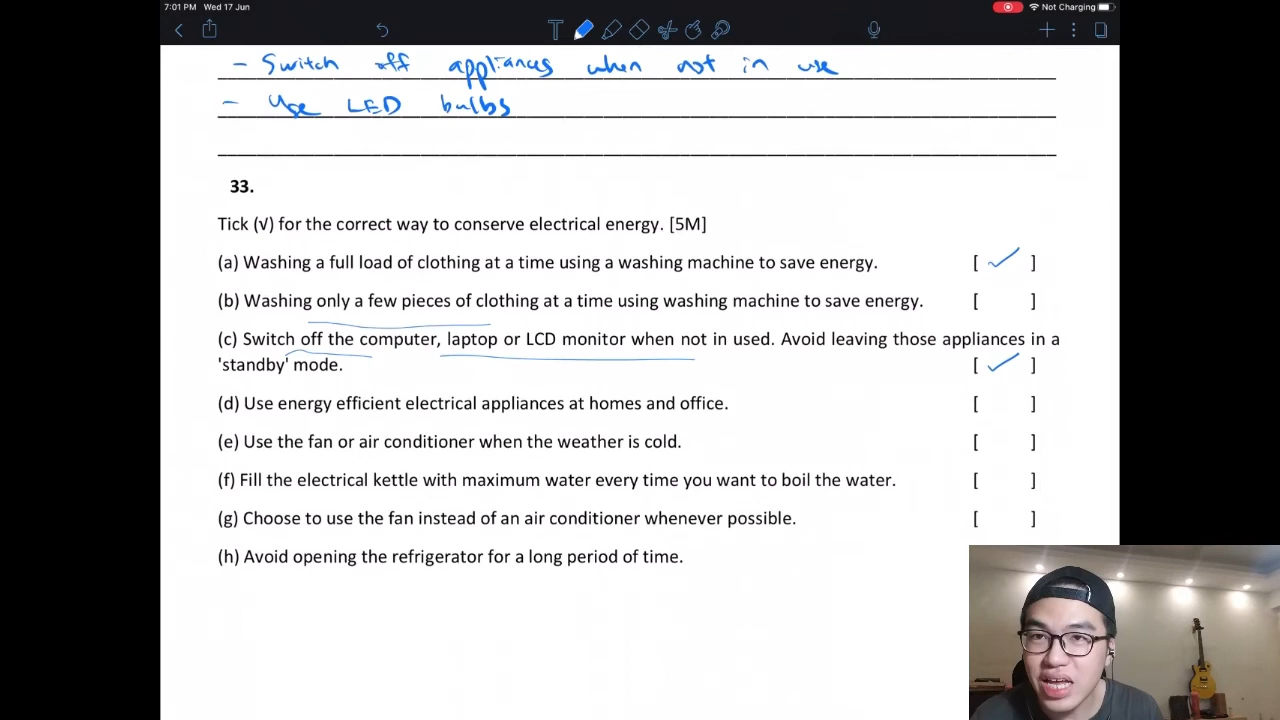 7:01 PM Wed 17 Jun
Not Charging
- Switch off appliances when not in use
- Use LED bulbs
33.
Tick (√) for the correct way to conserve electrical energy. [5M]
(a) Washing a full load of clothing at a time using a washing machine to save energy. [ ✓ ]
(b) Washing only a few pieces of clothing at a time using washing machine to save energy. [ ]
(c) Switch off the computer, laptop or LCD monitor when not in used. Avoid leaving those appliances in a
'standby' mode. [ ✓ ]
(d) Use energy efficient electrical appliances at homes and office. [ ]
(e) Use the fan or air conditioner when the weather is cold. [ ]
(f) Fill the electrical kettle with maximum water every time you want to boil the water. [ ]
(g) Choose to use the fan instead of an air conditioner whenever possible. [ ]
(h) Avoid opening the refrigerator for a long period of time.